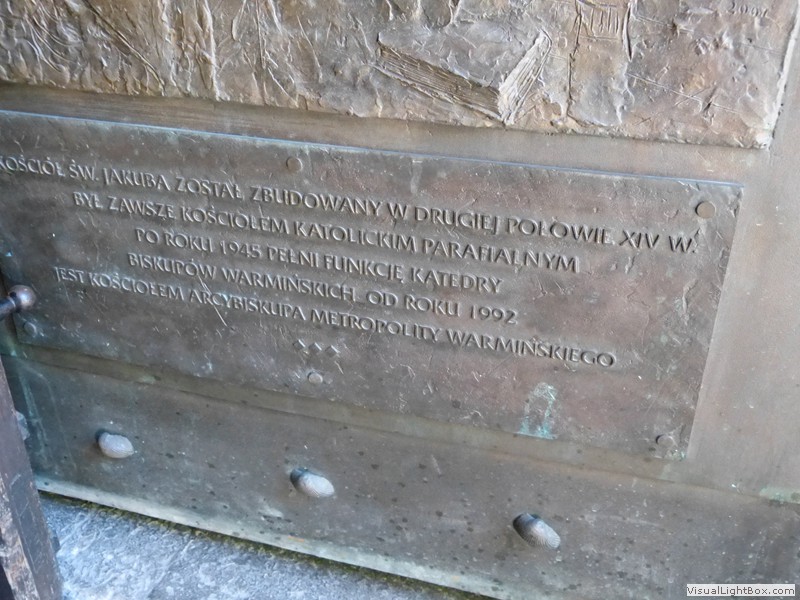 2007
KOŚCIÓŁ ŚW. JAKUBA ZOSTAŁ ZBUDOWANY W DRUGIEJ POŁOWIE XIV W.
BYŁ ZAWSZE KOŚCIOŁEM KATOLICKIM PARAFIALNYM
PO ROKU 1945 PEŁNI FUNKCJĘ KATEDRY
BISKUPÓW WARMIŃSKICH. OD ROKU 1992
JEST KOŚCIOŁEM ARCYBISKUPA METROPOLITY WARMIŃSKIEGO
VisualLightBox.com